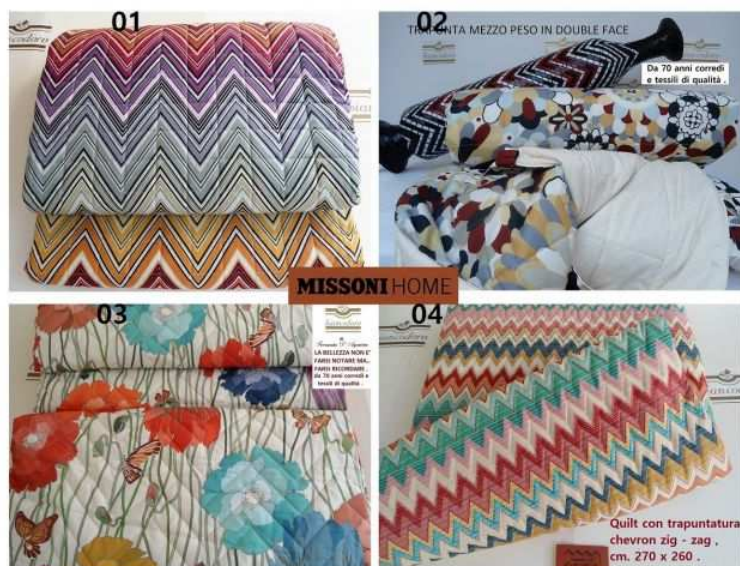 01
02
TRAPUNTA MEZZO PESO IN DOUBLE FACE
Da 70 anni corredi
e tessili di qualità .
MISSONI HOME
03
LA BELLEZZA NON E'
FARSI NOTARE MA..
FARSI RICORDARE .
da 70 anni corredi e
tessili di qualità .
04
Quilt con trapuntatura
chevron zig - zag ,
cm. 270 x 260 .